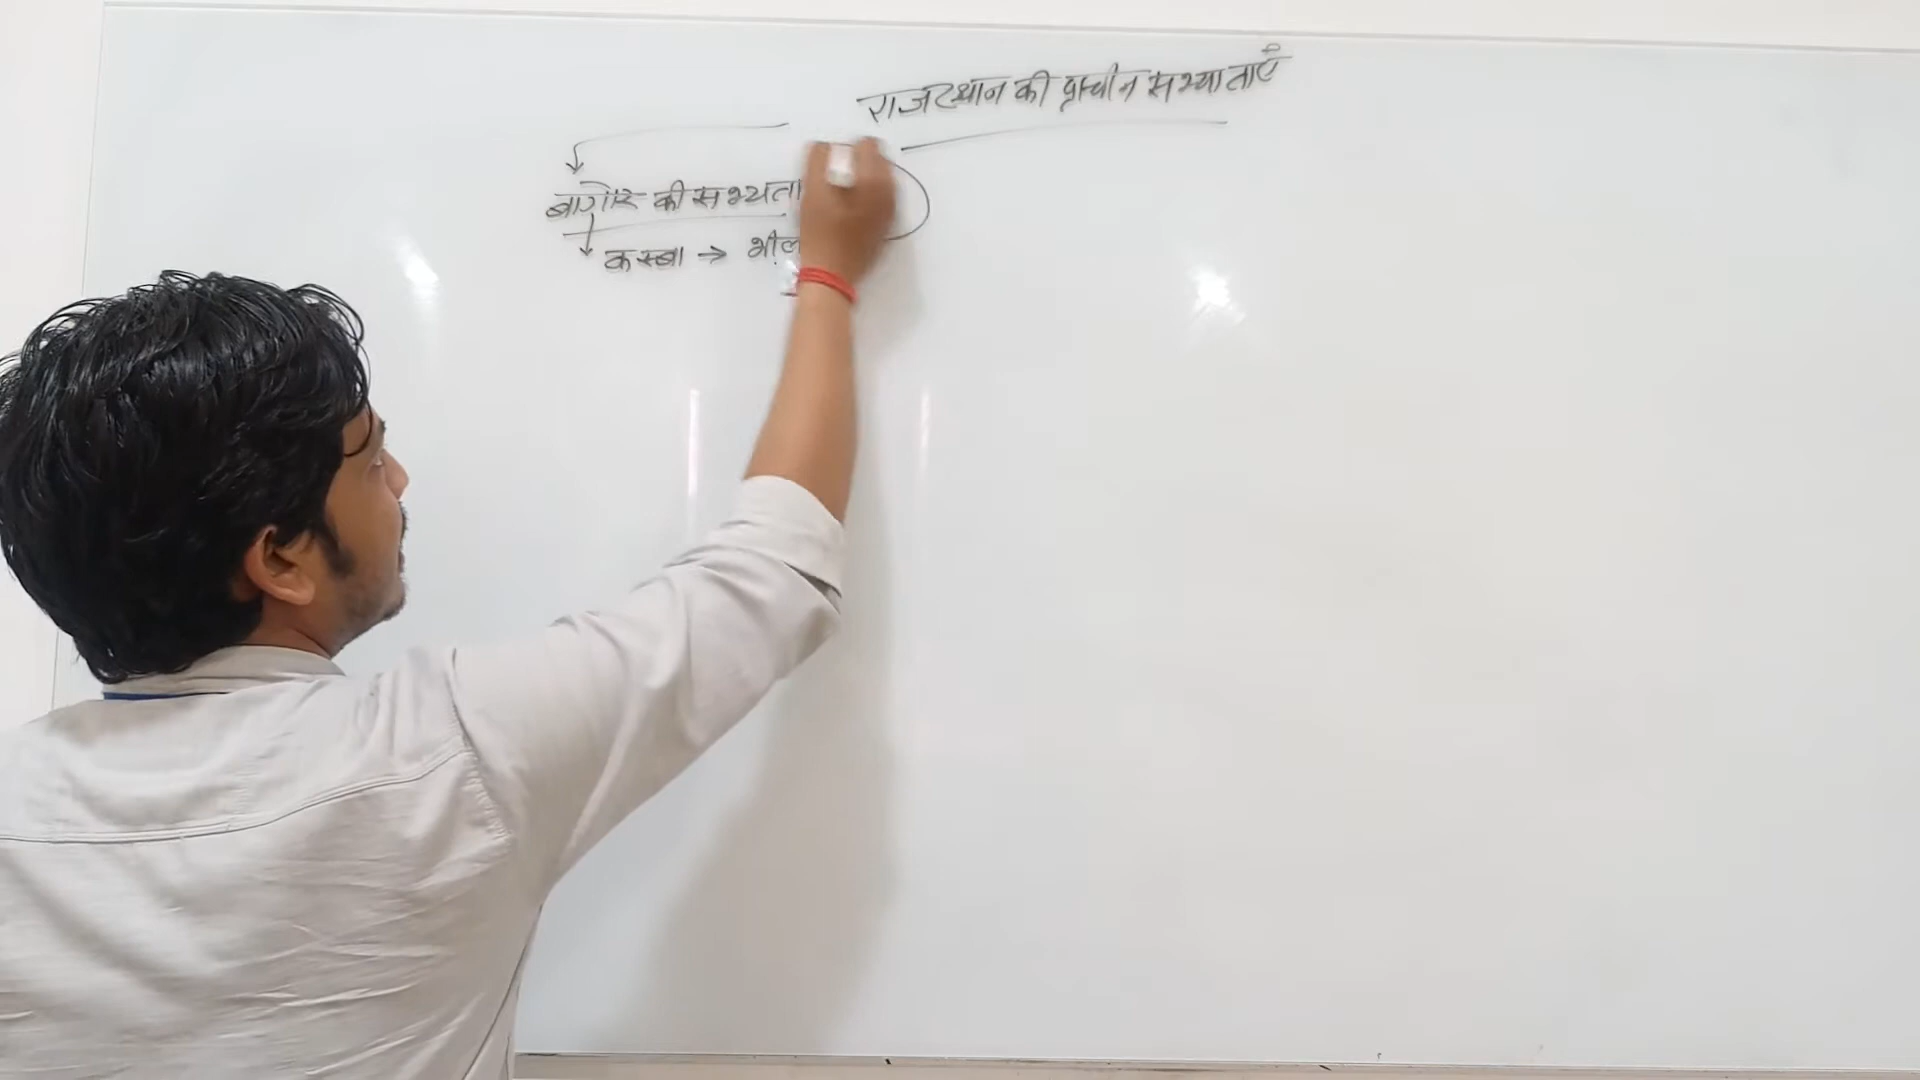 राजस्थान की प्राचीन सभ्यताएँ
बागोर की सभ्यता
कस्बा →